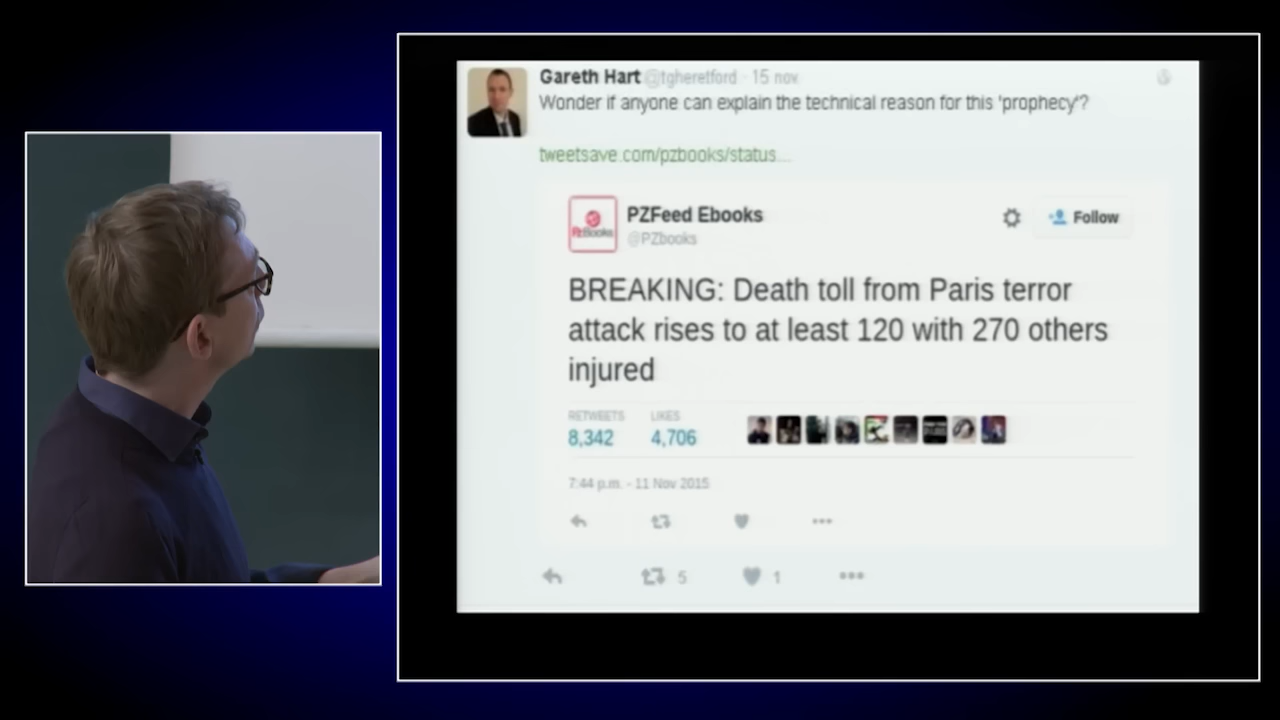 Gareth Hart @tgheretford · 15 nov.
Wonder if anyone can explain the technical reason for this 'prophecy'?
tweetsave.com/pzbooks/status...
PZFeed Ebooks
@PZbooks
Follow
PzBooks
BREAKING: Death toll from Paris terror
attack rises to at least 120 with 270 others
injured
RETWEETS LIKES
8,342 4,706
7:44 p.m. - 11 Nov 2015
5 1